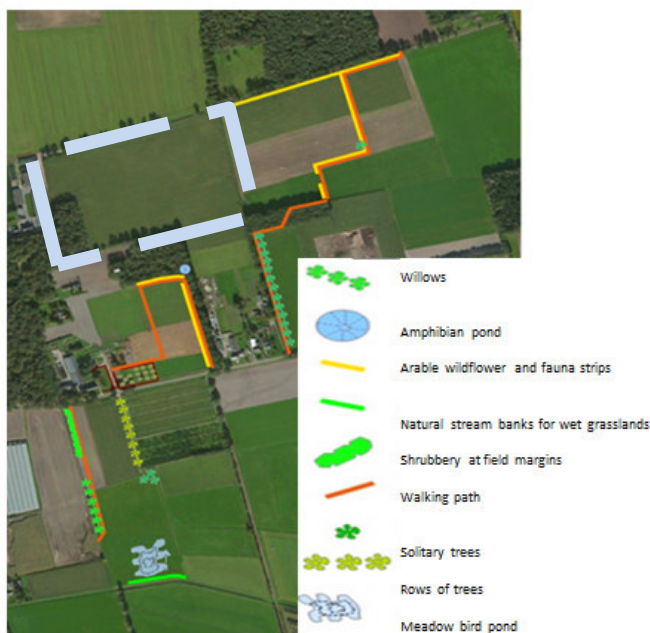 Willows
Amphibian pond
Arable wildflower and fauna strips
Natural stream banks for wet grasslands
Shrubbery at field margins
Walking path
Solitary trees
Rows of trees
Meadow bird pond